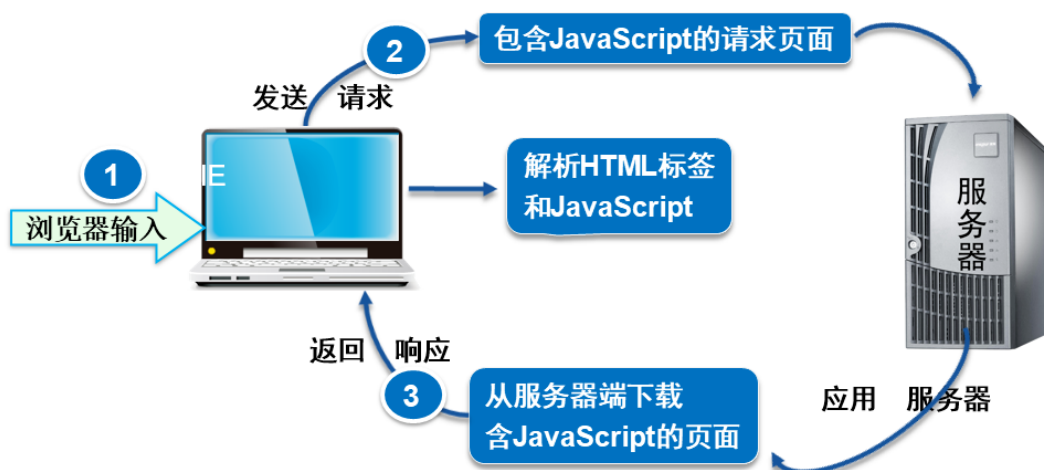 2
包含JavaScript的请求页面
发送 请求
1
IE
浏览器输入
解析HTML标签
和JavaScript
服务器
返回 响应
3
从服务器端下载
含JavaScript的页面
应用 服务器